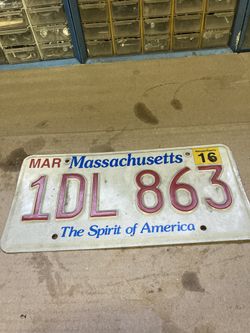 MAR Massachusetts 16
1DL 863
The Spirit of America